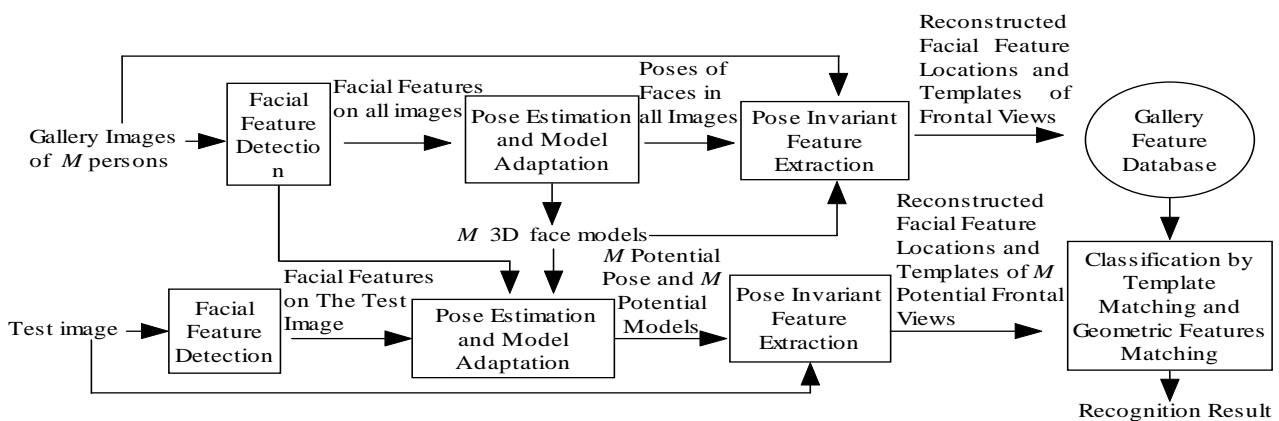 Gallery Images
of M persons
Facial
Feature
Detectio
n
Facial Features
on all images
Pose Estimation
and Model
Adaptation
Poses of
Faces in
all Images
Pose Invariant
Feature
Extraction
Reconstructed
Facial Feature
Locations and
Templates of
Frontal Views
Gallery
Feature
Database
M 3D face models
Test image
Facial
Feature
Detection
Facial Features
on The Test
Image
Pose Estimation
and Model
Adaptation
M Potential
Pose and M
Potential
Models
Pose Invariant
Feature
Extraction
Reconstructed
Facial Feature
Locations and
Templates of M
Potential Frontal
Views
Classification by
Template
Matching and
Geometric Features
Matching
Recognition Result